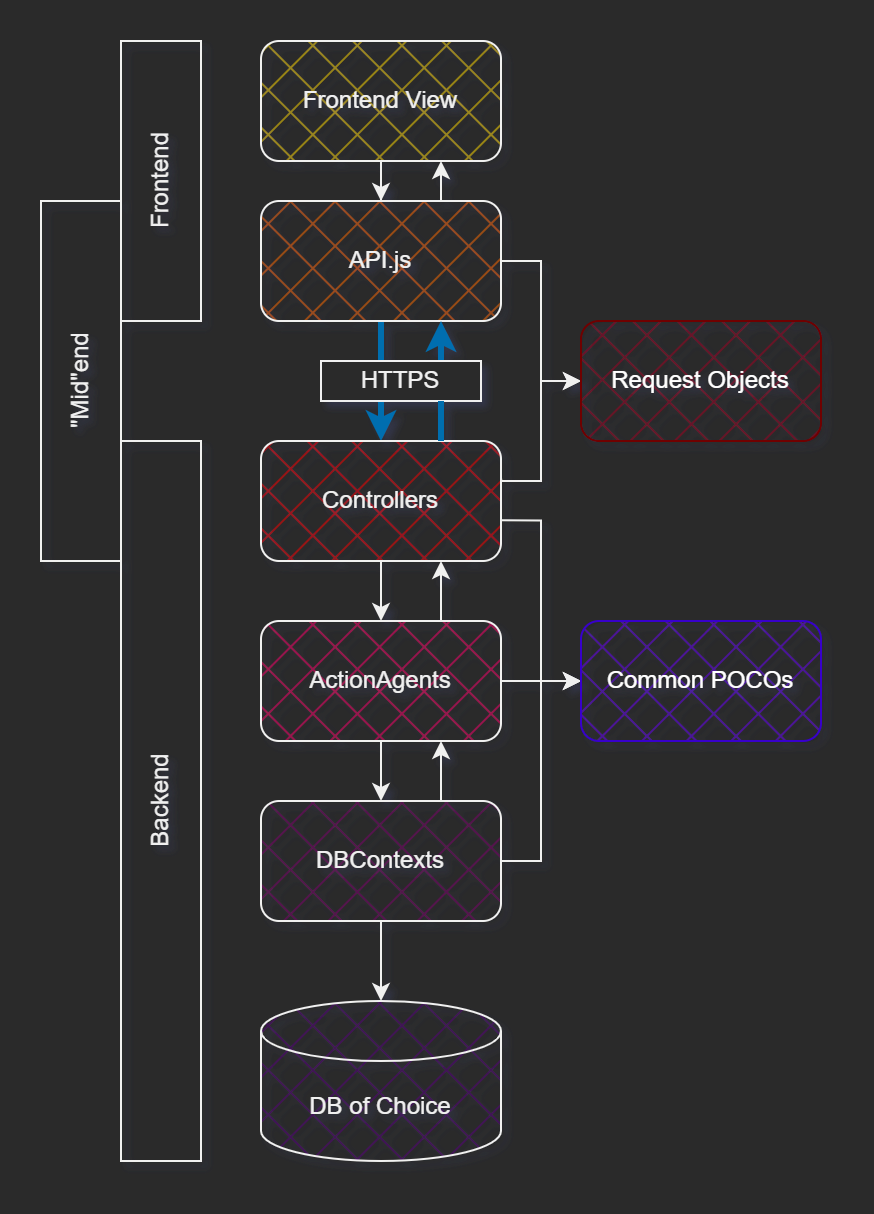 Frontend View
Frontend
API.js
"Mid"end
HTTPS
Request Objects
Controllers
ActionAgents
Common POCOs
Backend
DBContexts
DB of Choice